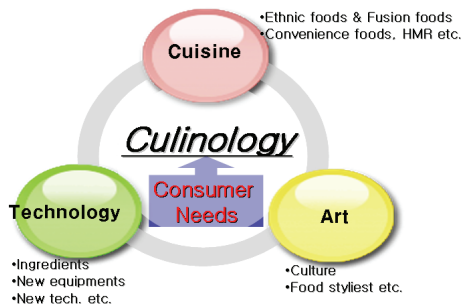 •Ethnic foods & Fusion foods
•Convenience foods, HMR etc.
Cuisine
Culinology
Consumer
Needs
Technology
Art
•Ingredients
•New equipments
•New tech. etc.
•Culture
•Food styliest etc.